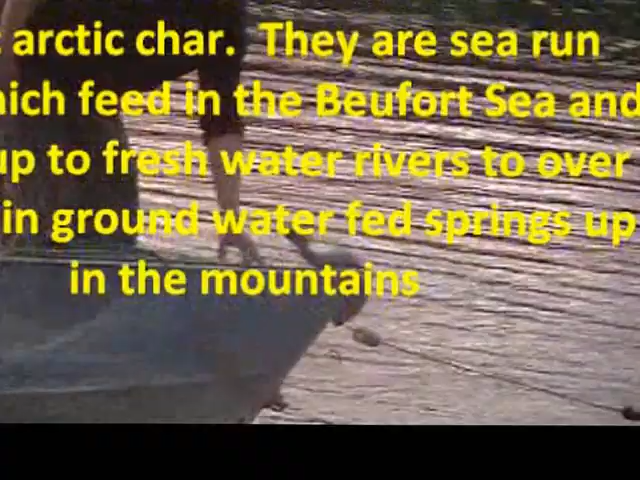 arctic char. They are sea run
feed in the Beufort Sea and
up to fresh water rivers to over
in ground water fed springs up
in the mountains